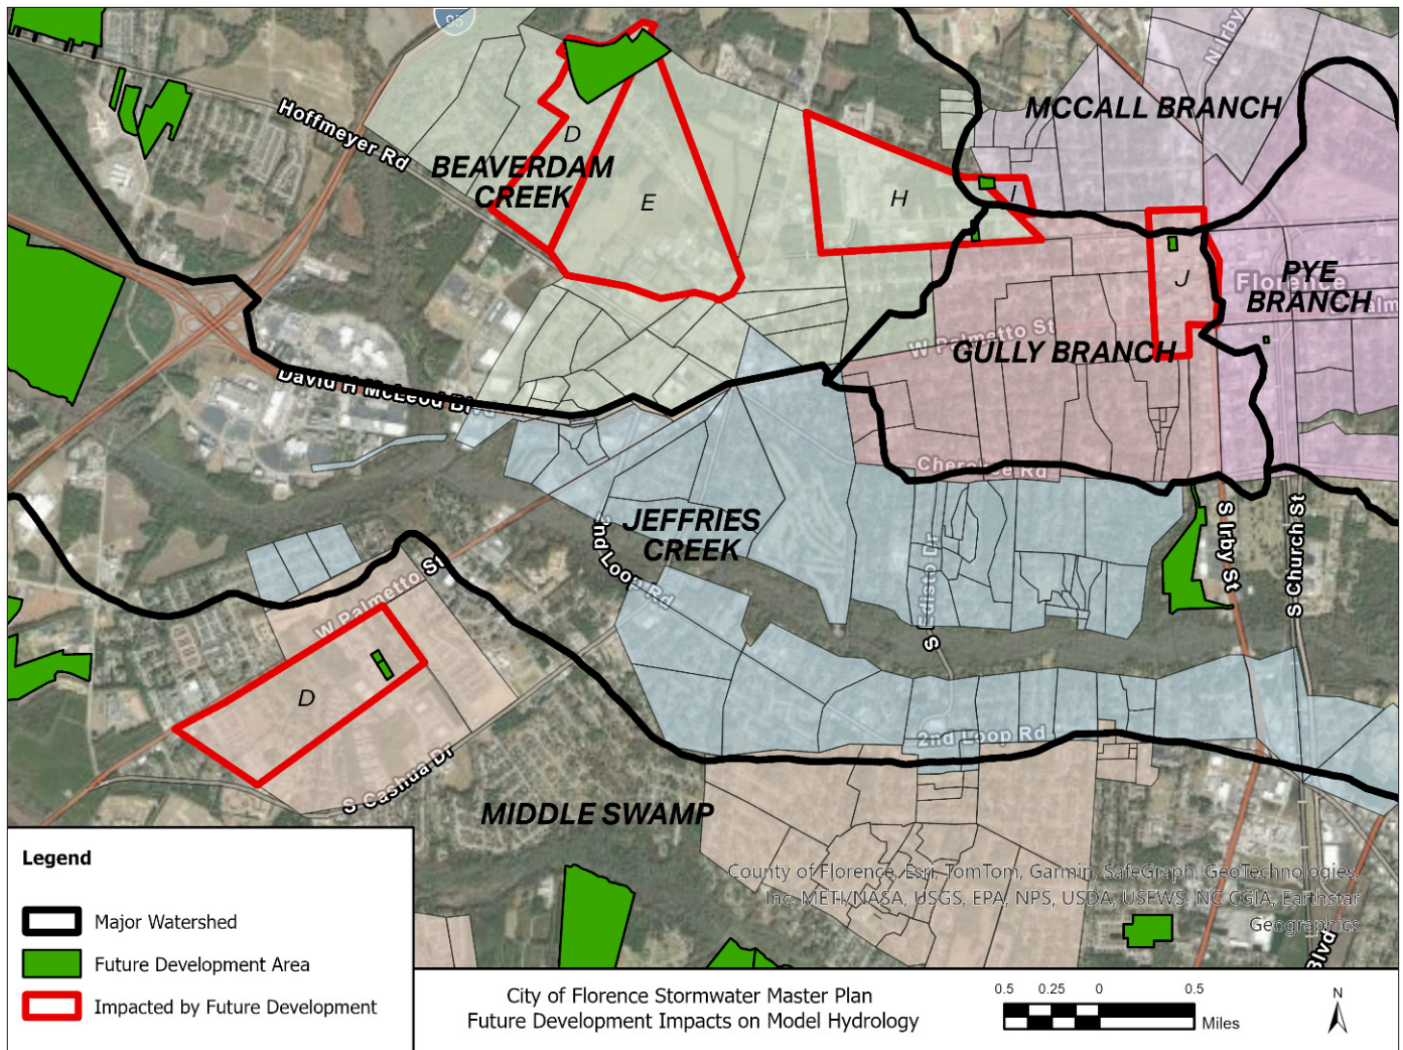 95
N Irby
MCCALL BRANCH
Hoffmeyer Rd
D
BEAVERDAM
CREEK
E
H
I
J
Florence
PYE
BRANCH
Palm
W Palmetto St
GULLY BRANCH
David H McLeod Blvd
Cherokee Rd
JEFFRIES
CREEK
2nd Loop Rd
S Edisto Dr
S Irby St
S Church St
W Palmetto St
D
2nd Loop Rd
S Cashua Dr
MIDDLE SWAMP
County of Florence, Esri, TomTom, Garmin, SafeGraph, GeoTechnologies,
Inc, METI/NASA, USGS, EPA, NPS, USDA, USFWS, NC CGIA, Earthstar
Geographics
Blvd
Legend
Major Watershed
Future Development Area
Impacted by Future Development
City of Florence Stormwater Master Plan
Future Development Impacts on Model Hydrology
0.5 0.25 0 0.5
Miles
N